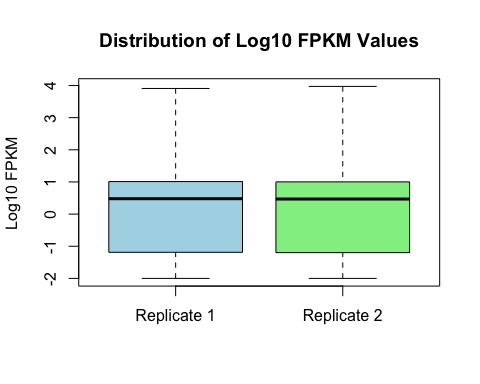 Distribution of Log10 FPKM Values
Log10 FPKM
4
3
2
1
0
-1
-2
Replicate 1
Replicate 2